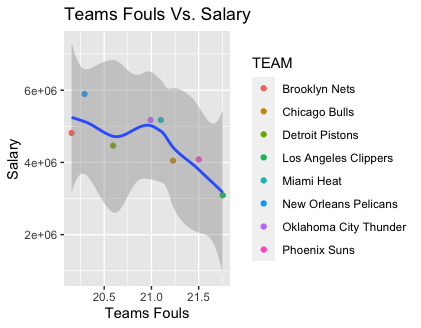 Teams Fouls Vs. Salary
Salary
6e+06
4e+06
2e+06
20.5 21.0 21.5
Teams Fouls
TEAM
Brooklyn Nets
Chicago Bulls
Detroit Pistons
Los Angeles Clippers
Miami Heat
New Orleans Pelicans
Oklahoma City Thunder
Phoenix Suns